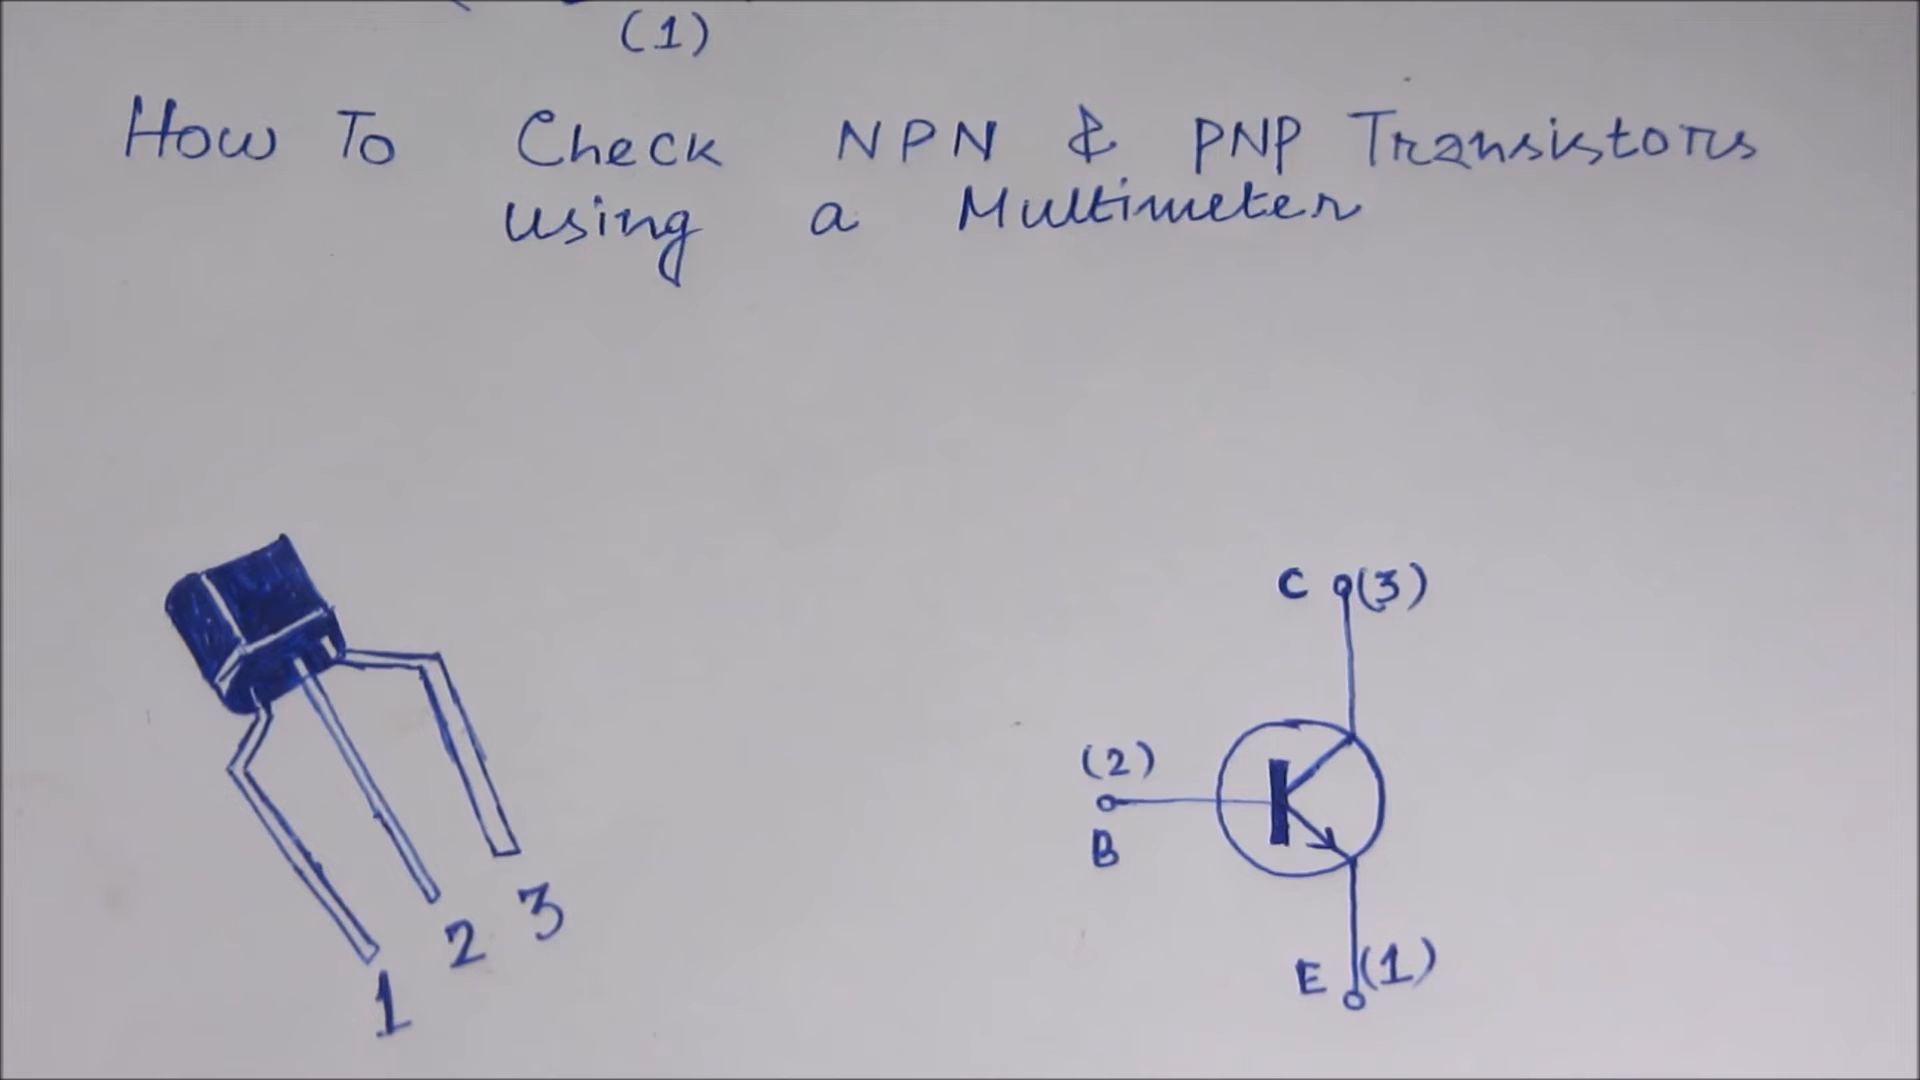 (1)
How To Check NPN & PNP Transistors
using a Multimeter
C (3)
(2)
B
E (1)
1
2
3